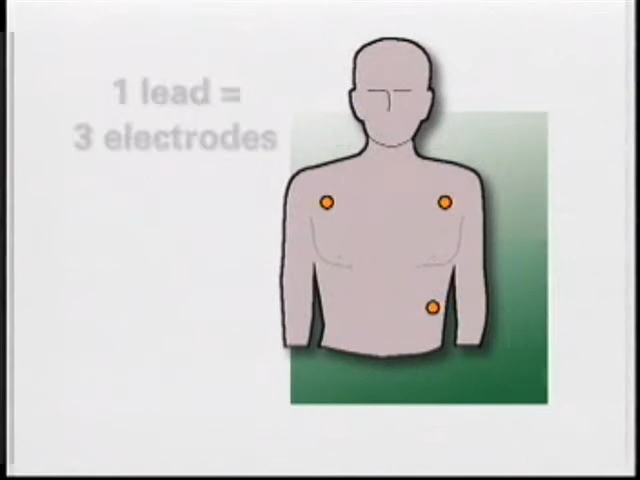 1 lead =
3 electrodes